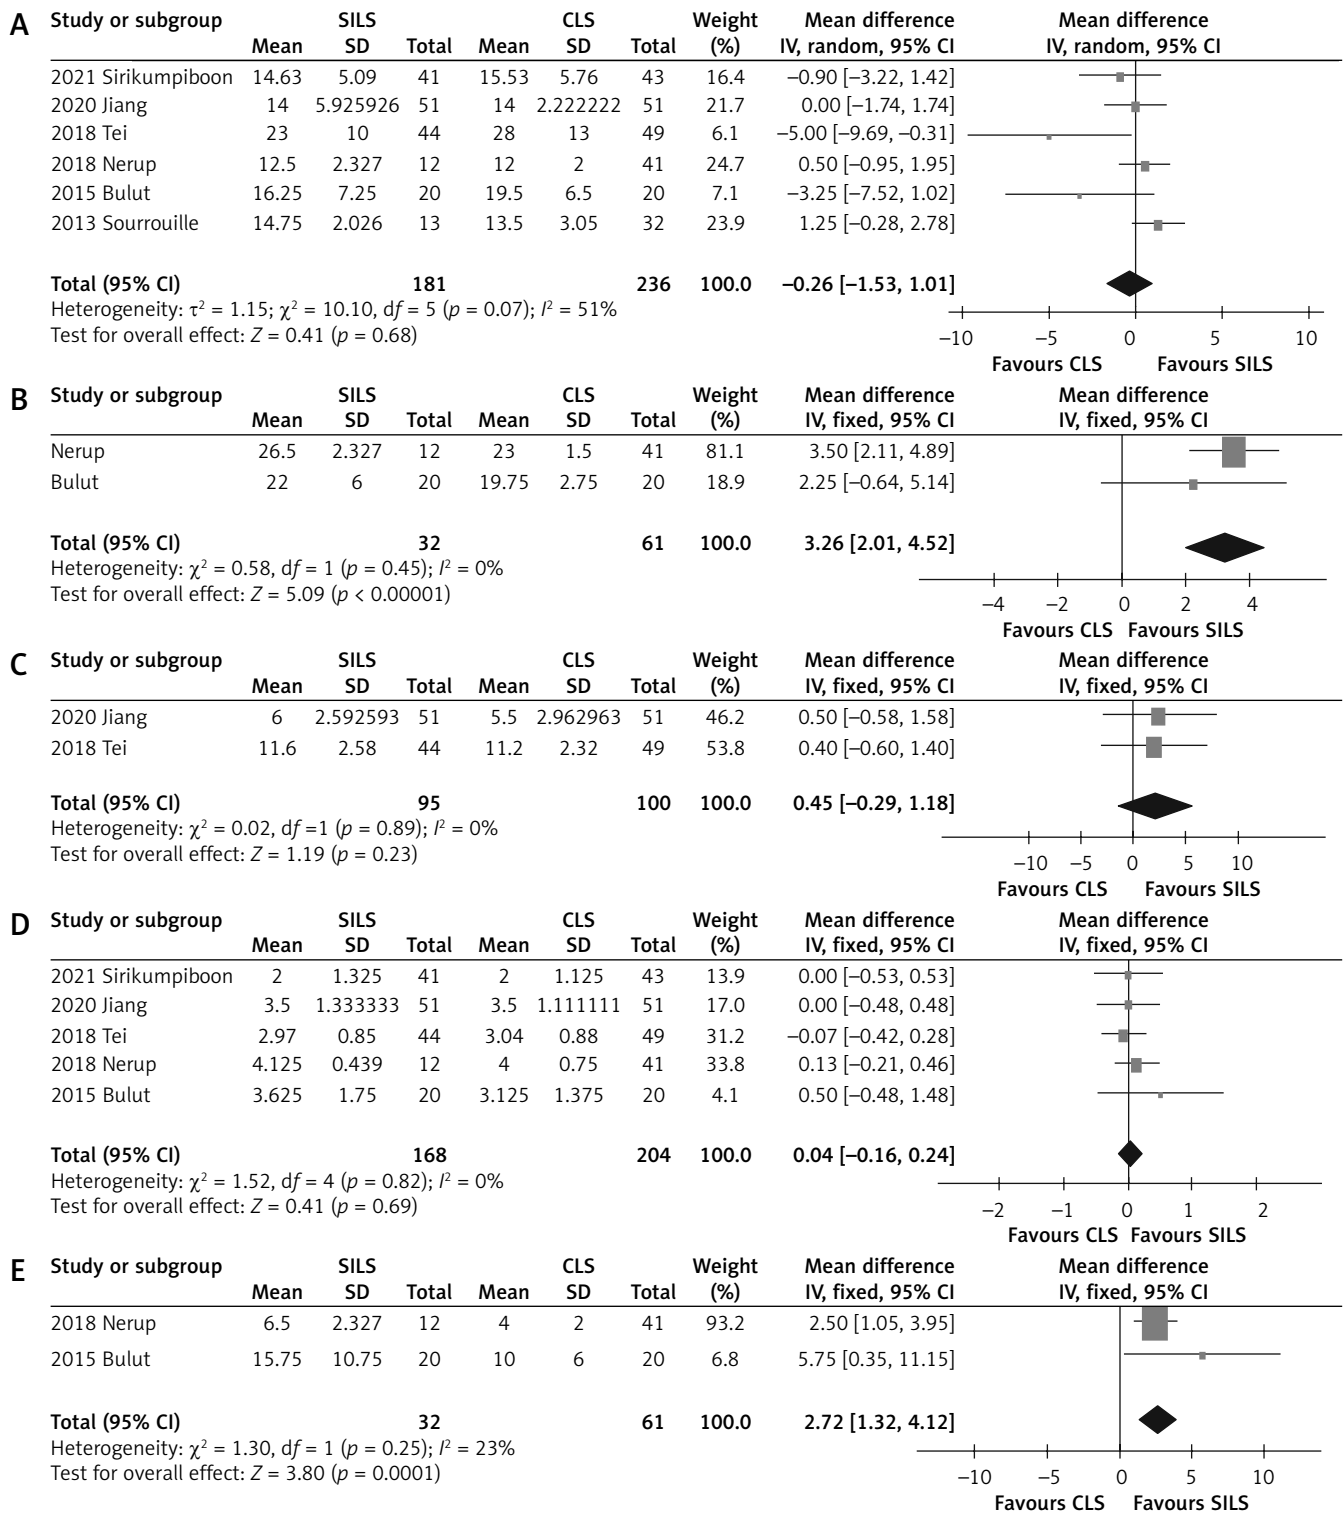 A Study or subgroup SILS CLS Weight Mean difference Mean difference
Mean SD Total Mean SD Total (%) IV, random, 95% CI IV, random, 95% CI
2021 Sirikumpiboon 14.63 5.09 41 15.53 5.76 43 16.4 –0.90 [–3.22, 1.42]
2020 Jiang 14 5.925926 51 14 2.222222 51 21.7 0.00 [–1.74, 1.74]
2018 Tei 23 10 44 28 13 49 6.1 –5.00 [–9.69, –0.31]
2018 Nerup 12.5 2.327 12 12 2 41 24.7 0.50 [–0.95, 1.95]
2015 Bulut 16.25 7.25 20 19.5 6.5 20 7.1 –3.25 [–7.52, 1.02]
2013 Sourrouille 14.75 2.026 13 13.5 3.05 32 23.9 1.25 [–0.28, 2.78]
Total (95% CI) 181 236 100.0 –0.26 [–1.53, 1.01]
Heterogeneity: τ² = 1.15; χ² = 10.10, df = 5 (p = 0.07); I² = 51%
Test for overall effect: Z = 0.41 (p = 0.68)
–10 –5 0 5 10
Favours CLS Favours SILS
B Study or subgroup SILS CLS Weight Mean difference Mean difference
Mean SD Total Mean SD Total (%) IV, fixed, 95% CI IV, fixed, 95% CI
Nerup 26.5 2.327 12 23 1.5 41 81.1 3.50 [2.11, 4.89]
Bulut 22 6 20 19.75 2.75 20 18.9 2.25 [–0.64, 5.14]
Total (95% CI) 32 61 100.0 3.26 [2.01, 4.52]
Heterogeneity: χ² = 0.58, df = 1 (p = 0.45); I² = 0%
Test for overall effect: Z = 5.09 (p < 0.00001)
–4 –2 0 2 4
Favours CLS Favours SILS
C Study or subgroup SILS CLS Weight Mean difference Mean difference
Mean SD Total Mean SD Total (%) IV, fixed, 95% CI IV, fixed, 95% CI
2020 Jiang 6 2.592593 51 5.5 2.962963 51 46.2 0.50 [–0.58, 1.58]
2018 Tei 11.6 2.58 44 11.2 2.32 49 53.8 0.40 [–0.60, 1.40]
Total (95% CI) 95 100 100.0 0.45 [–0.29, 1.18]
Heterogeneity: χ² = 0.02, df =1 (p = 0.89); I² = 0%
Test for overall effect: Z = 1.19 (p = 0.23)
–10 –5 0 5 10
Favours CLS Favours SILS
D Study or subgroup SILS CLS Weight Mean difference Mean difference
Mean SD Total Mean SD Total (%) IV, fixed, 95% CI IV, fixed, 95% CI
2021 Sirikumpiboon 2 1.325 41 2 1.125 43 13.9 0.00 [–0.53, 0.53]
2020 Jiang 3.5 1.333333 51 3.5 1.111111 51 17.0 0.00 [–0.48, 0.48]
2018 Tei 2.97 0.85 44 3.04 0.88 49 31.2 –0.07 [–0.42, 0.28]
2018 Nerup 4.125 0.439 12 4 0.75 41 33.8 0.13 [–0.21, 0.46]
2015 Bulut 3.625 1.75 20 3.125 1.375 20 4.1 0.50 [–0.48, 1.48]
Total (95% CI) 168 204 100.0 0.04 [–0.16, 0.24]
Heterogeneity: χ² = 1.52, df = 4 (p = 0.82); I² = 0%
Test for overall effect: Z = 0.41 (p = 0.69)
–2 –1 0 1 2
Favours CLS Favours SILS
E Study or subgroup SILS CLS Weight Mean difference Mean difference
Mean SD Total Mean SD Total (%) IV, fixed, 95% CI IV, fixed, 95% CI
2018 Nerup 6.5 2.327 12 4 2 41 93.2 2.50 [1.05, 3.95]
2015 Bulut 15.75 10.75 20 10 6 20 6.8 5.75 [0.35, 11.15]
Total (95% CI) 32 61 100.0 2.72 [1.32, 4.12]
Heterogeneity: χ² = 1.30, df = 1 (p = 0.25); I² = 23%
Test for overall effect: Z = 3.80 (p = 0.0001)
–10 –5 0 5 10
Favours CLS Favours SILS